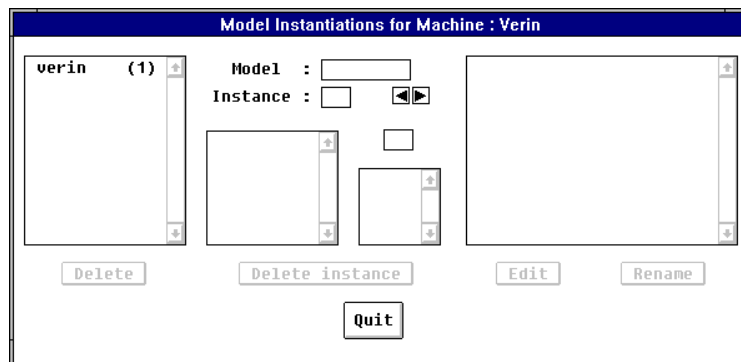 Model Instantiations for Machine : Verin
verin (1)
Model :
Instance :
Delete
Delete instance
Edit
Rename
Quit